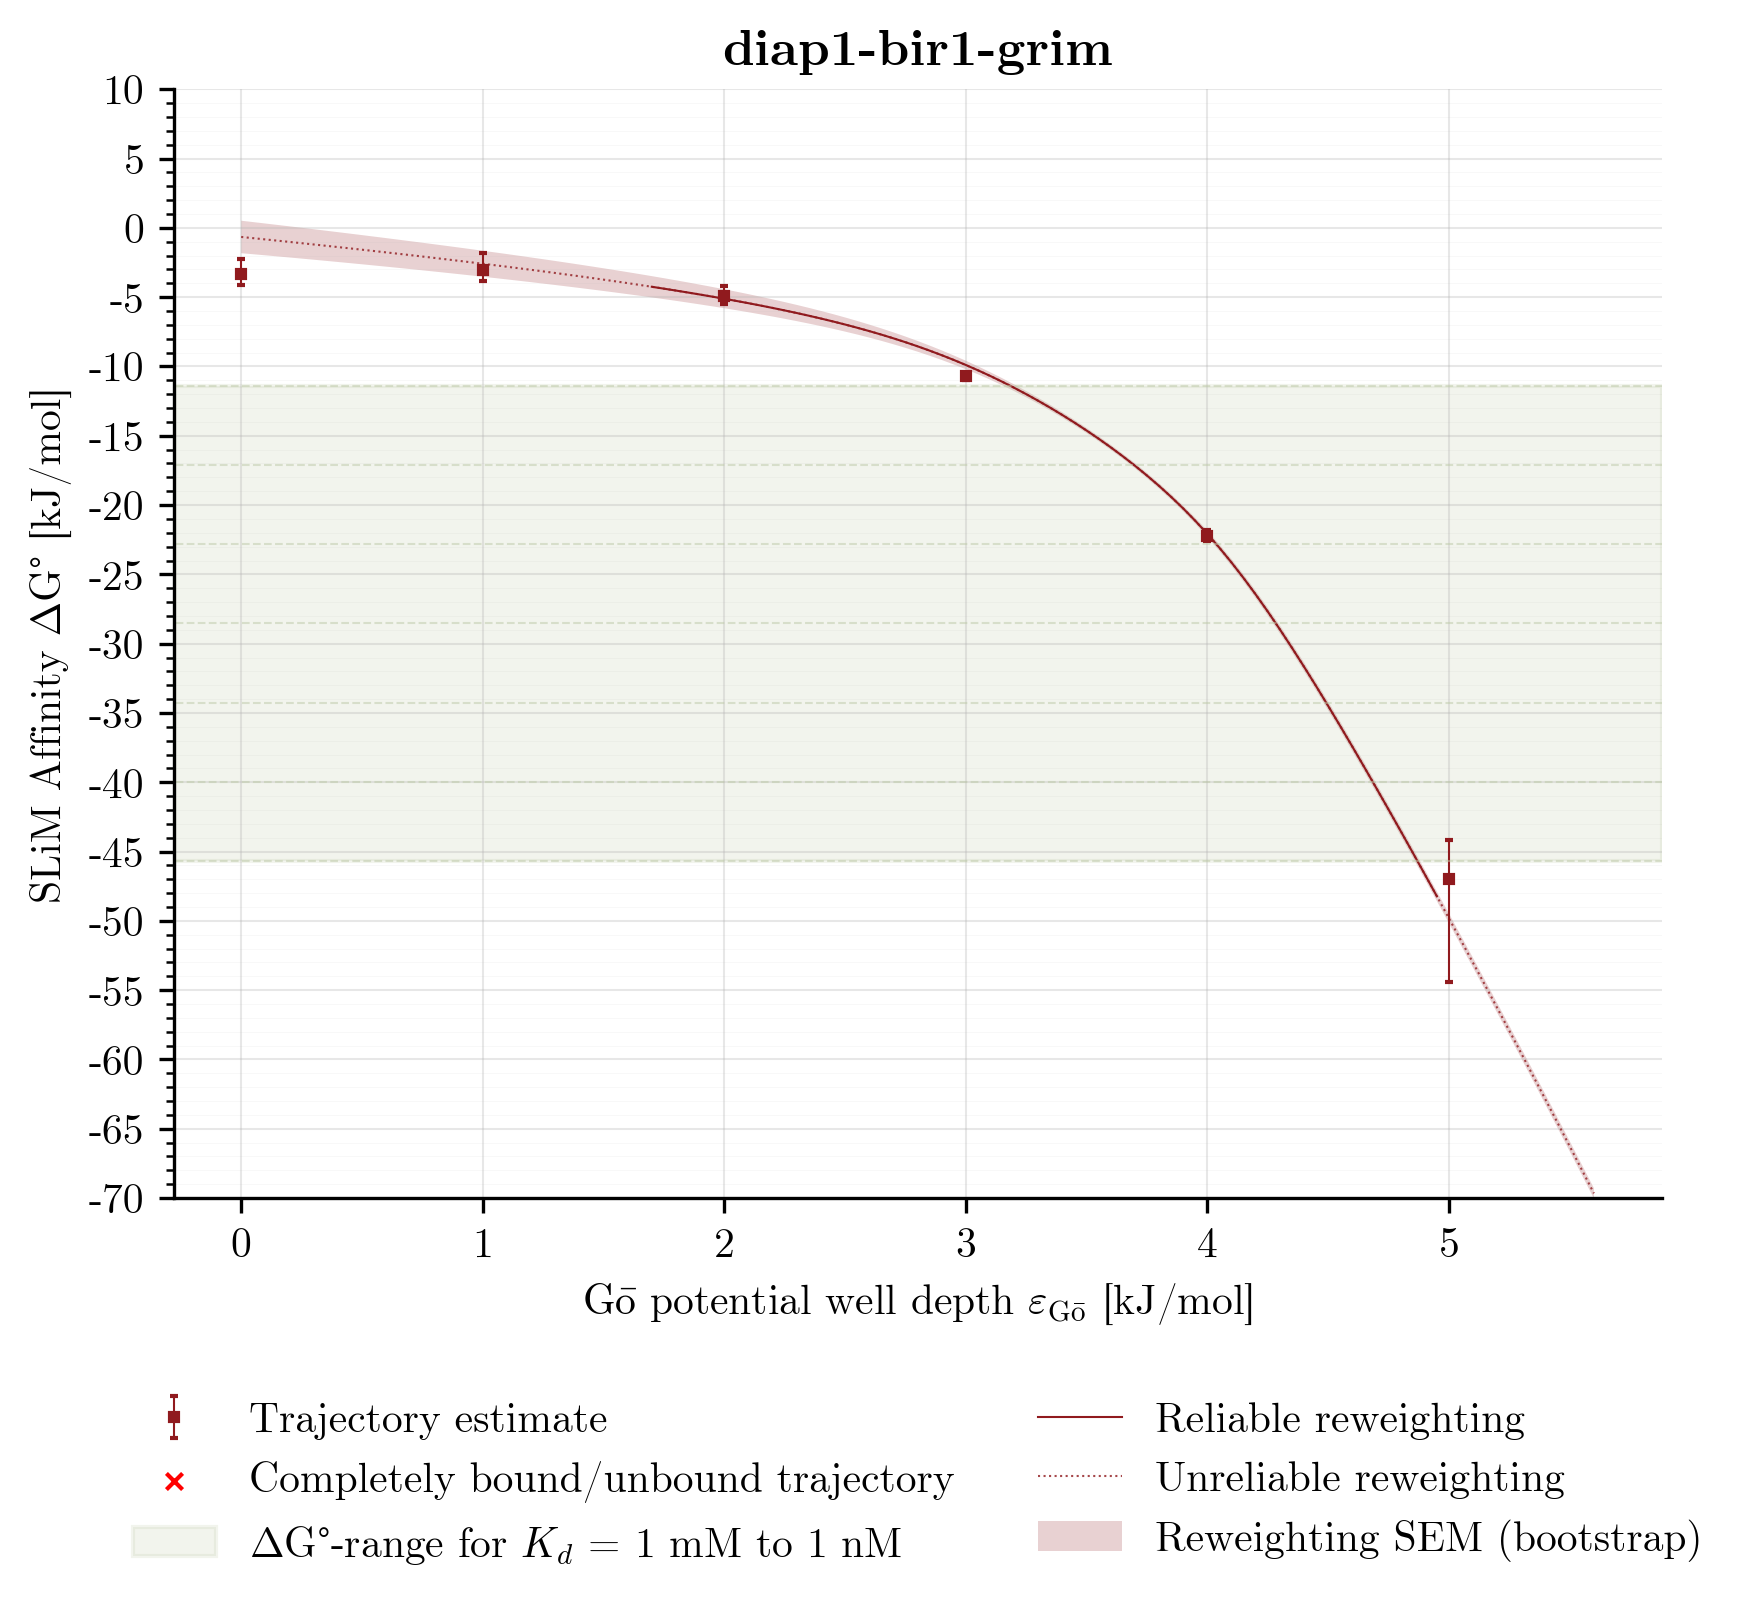 diap1-bir1-grim
10
5
0
-5
-10
-15
-20
-25
-30
-35
-40
-45
-50
-55
-60
-65
-70
SLiM Affinity ΔG° [kJ/mol]
0 1 2 3 4 5
Gō potential well depth ε_Gō [kJ/mol]
Trajectory estimate
Completely bound/unbound trajectory
ΔG°-range for K_d = 1 mM to 1 nM
Reliable reweighting
Unreliable reweighting
Reweighting SEM (bootstrap)